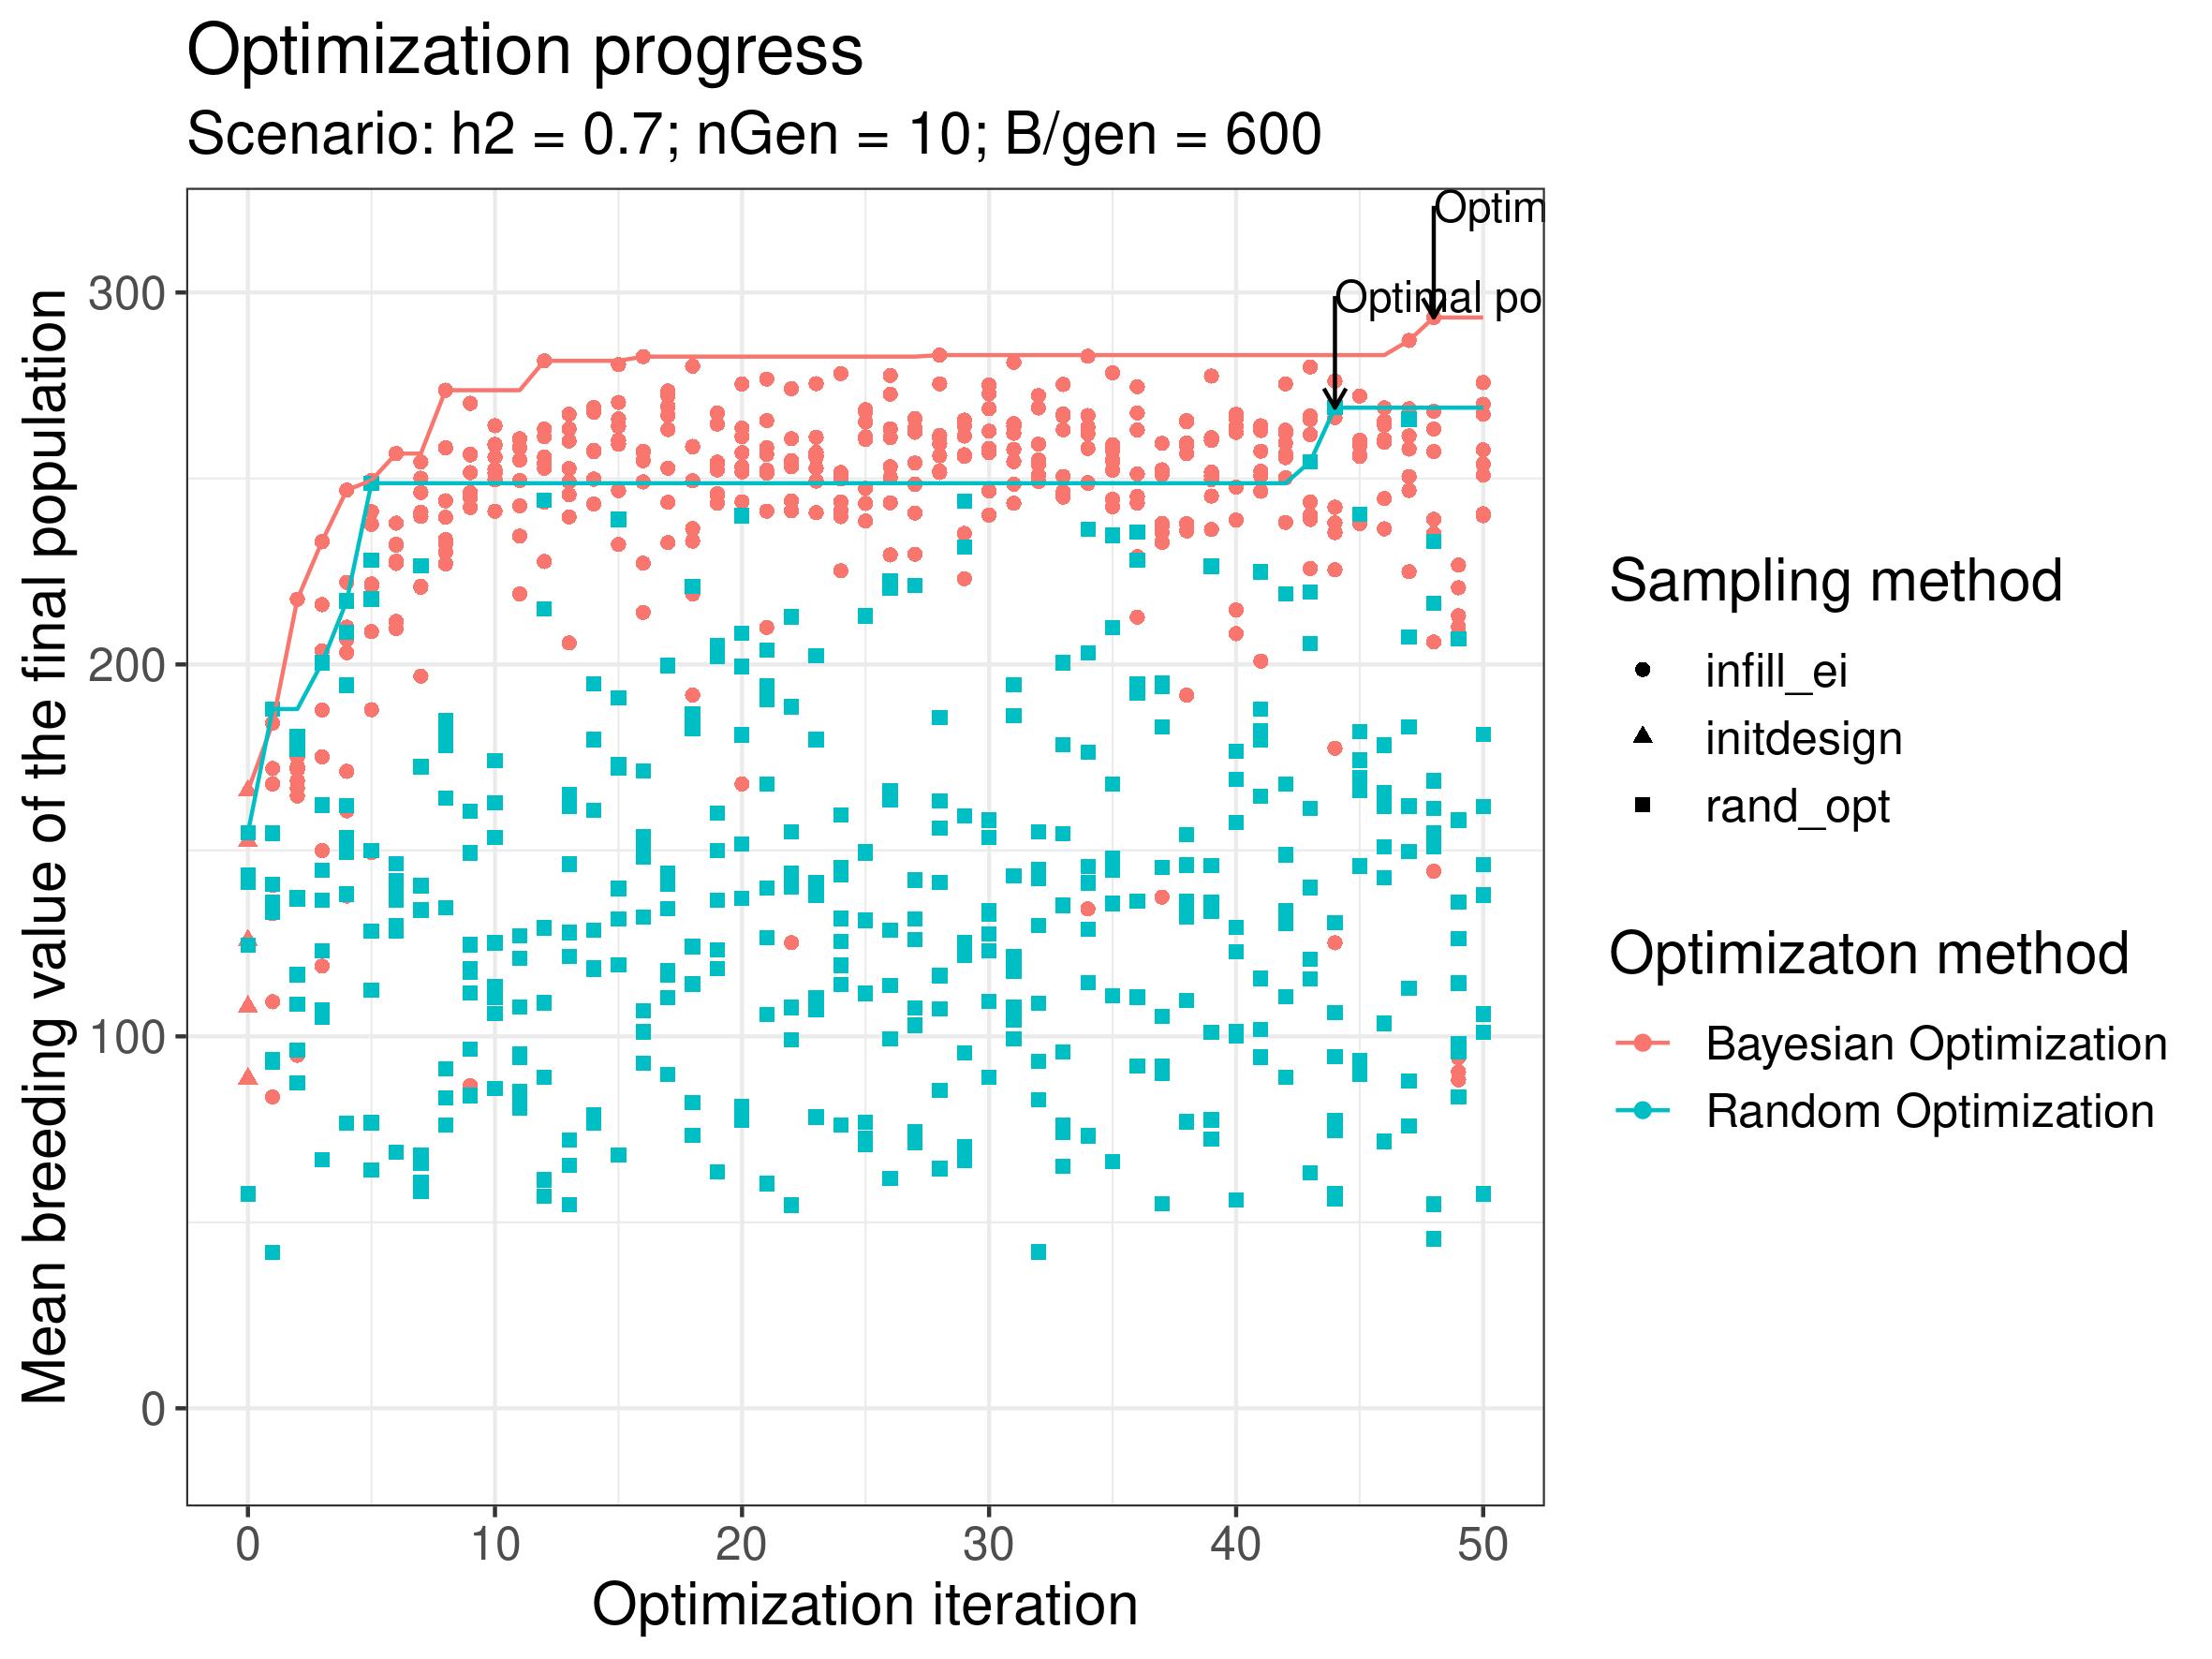 Optimization progress
Scenario: h2 = 0.7; nGen = 10; B/gen = 600
Mean breeding value of the final population
300
200
100
0
Optim
Optimal po
0 10 20 30 40 50
Optimization iteration
Sampling method
infill_ei
initdesign
rand_opt
Optimizaton method
Bayesian Optimization
Random Optimization